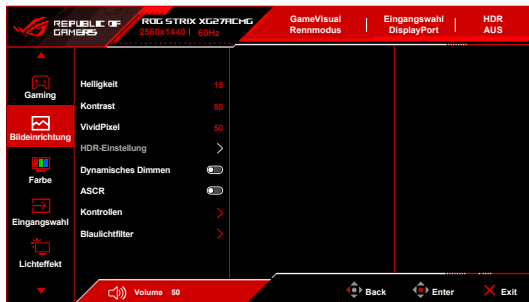 REPUBLIC OF
GAMERS
ROG STRIX XG27ACMG
2560x1440 | 60Hz
GameVisual
Rennmodus
Eingangswahl
DisplayPort
HDR
AUS
Gaming
Bildeinrichtung
Farbe
Eingangswahl
Lichteffekt
Helligkeit 15
Kontrast 80
VividPixel 50
HDR-Einstellung
Dynamisches Dimmen
ASCR
Kontrollen
Blaulichtfilter
Volume 50
Back
Enter
Exit